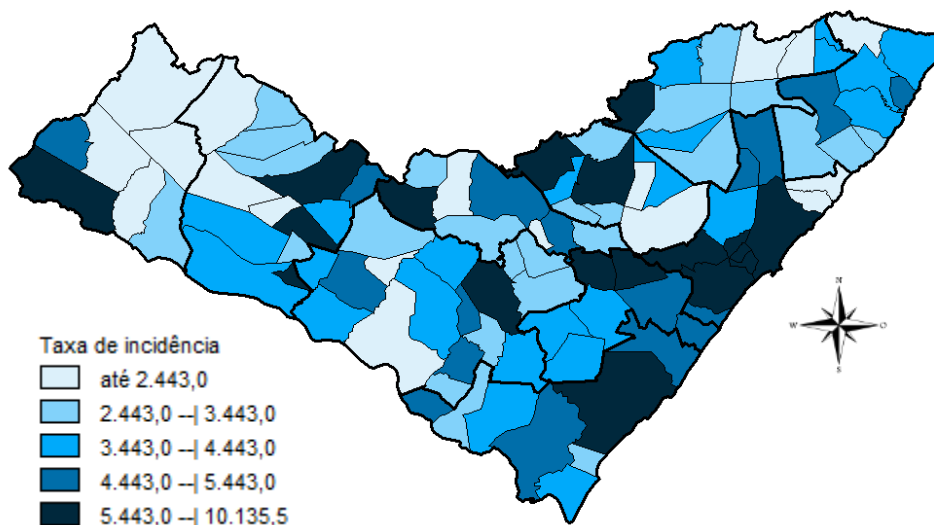 N
W
O
S
Taxa de incidência
até 2.443,0
2.443,0 --| 3.443,0
3.443,0 --| 4.443,0
4.443,0 --| 5.443,0
5.443,0 --| 10.135,5